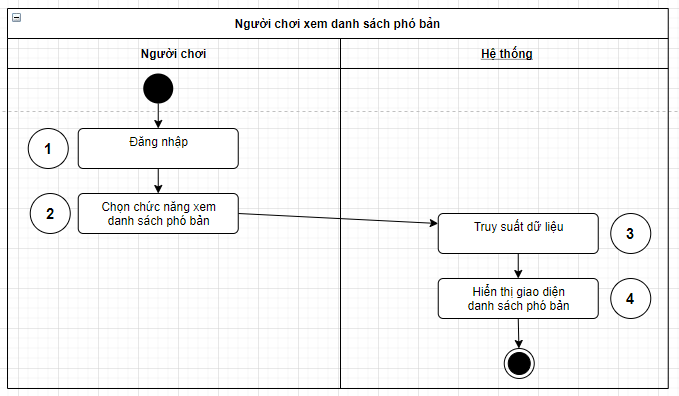 Người chơi xem danh sách phó bản
Người chơi
Hệ thống
1
Đăng nhập
2
Chọn chức năng xem
danh sách phó bản
Truy suất dữ liệu
3
Hiển thị giao diện
danh sách phó bản
4